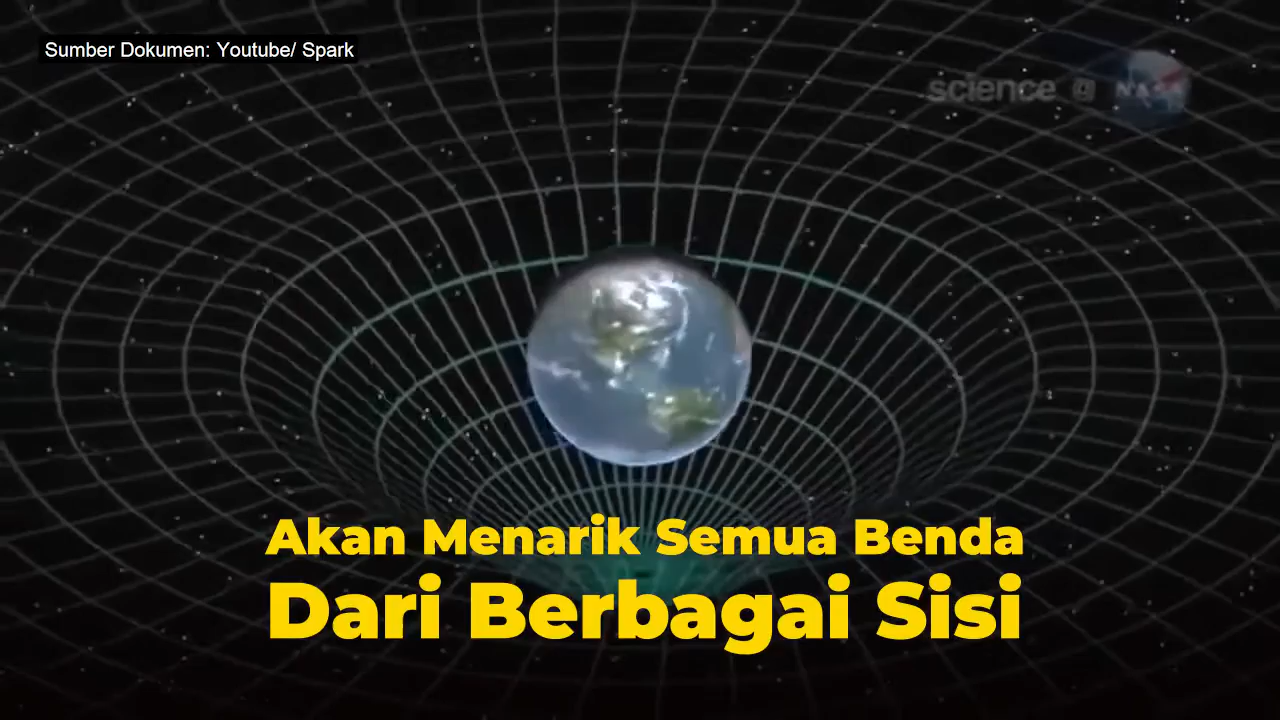 Sumber Dokumen: Youtube/ Spark
science @ NASA
Akan Menarik Semua Benda
Dari Berbagai Sisi